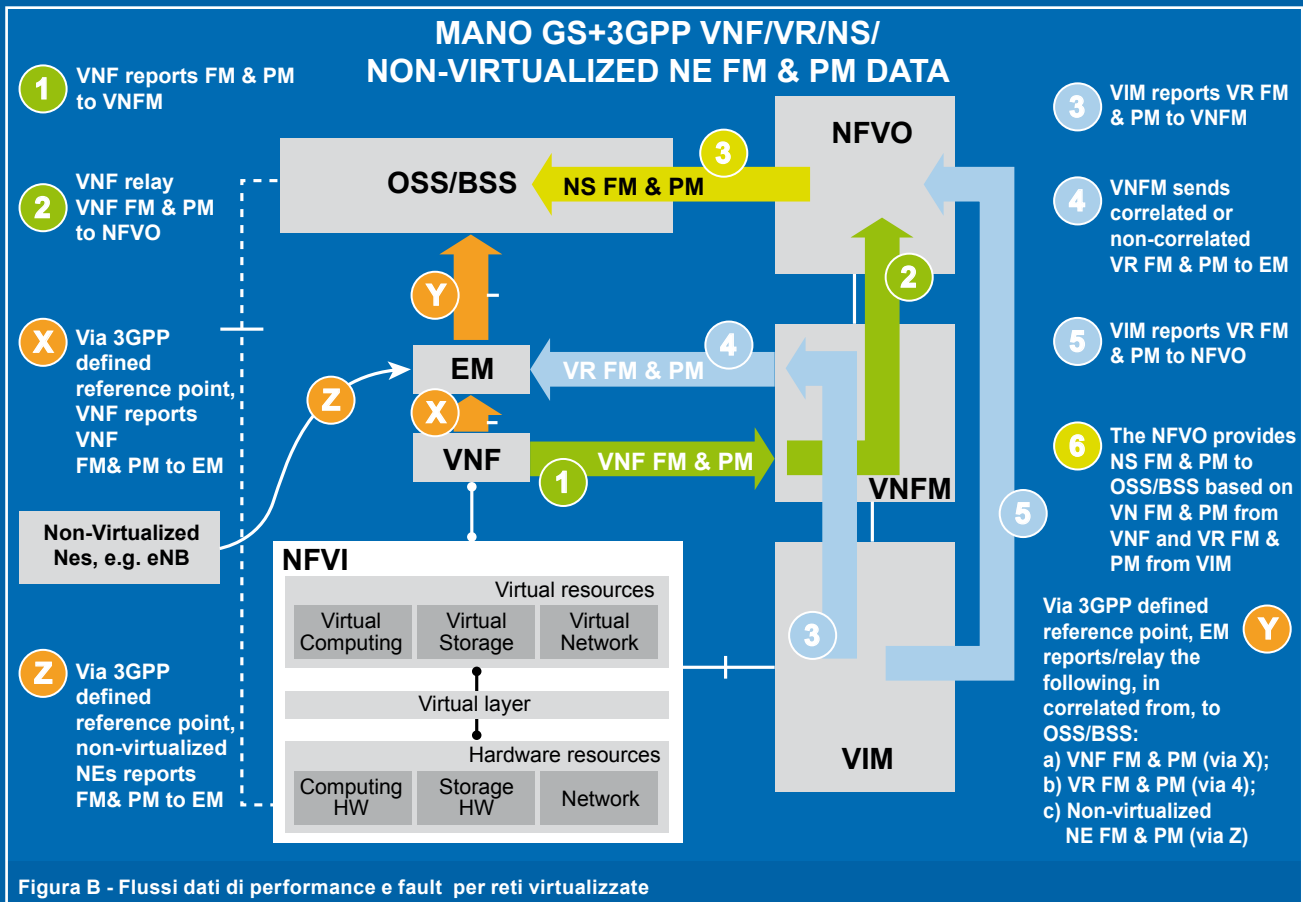 MANO GS+3GPP VNF/VR/NS/
NON-VIRTUALIZED NE FM & PM DATA
1
VNF reports FM & PM
to VNFM
2
VNF relay
VNF FM & PM
to NFVO
X
Via 3GPP
defined
reference point,
VNF reports
VNF
FM& PM to EM
Non-Virtualized
Nes, e.g. eNB
Z
Via 3GPP
defined
reference point,
non-virtualized
NEs reports
FM& PM to EM
OSS/BSS
NS FM & PM
3
NFVO
Y
2
EM
VR FM & PM
4
Z
X
VNF
VNF FM & PM
1
VNFM
5
NFVI
Virtual resources
Virtual
Computing
Virtual
Storage
Virtual
Network
Virtual layer
Hardware resources
Computing
HW
Storage
HW
Network
3
VIM
3
VIM reports VR FM
& PM to VNFM
4
VNFM sends
correlated or
non-correlated
VR FM & PM to EM
5
VIM reports VR FM
& PM to NFVO
6
The NFVO provides
NS FM & PM to
OSS/BSS based on
VN FM & PM from
VNF and VR FM &
PM from VIM
Y
Via 3GPP defined
reference point, EM
reports/relay the
following, in
correlated from, to
OSS/BSS:
a) VNF FM & PM (via X);
b) VR FM & PM (via 4);
c) Non-virtualized
NE FM & PM (via Z)
Figura B - Flussi dati di performance e fault per reti virtualizzate